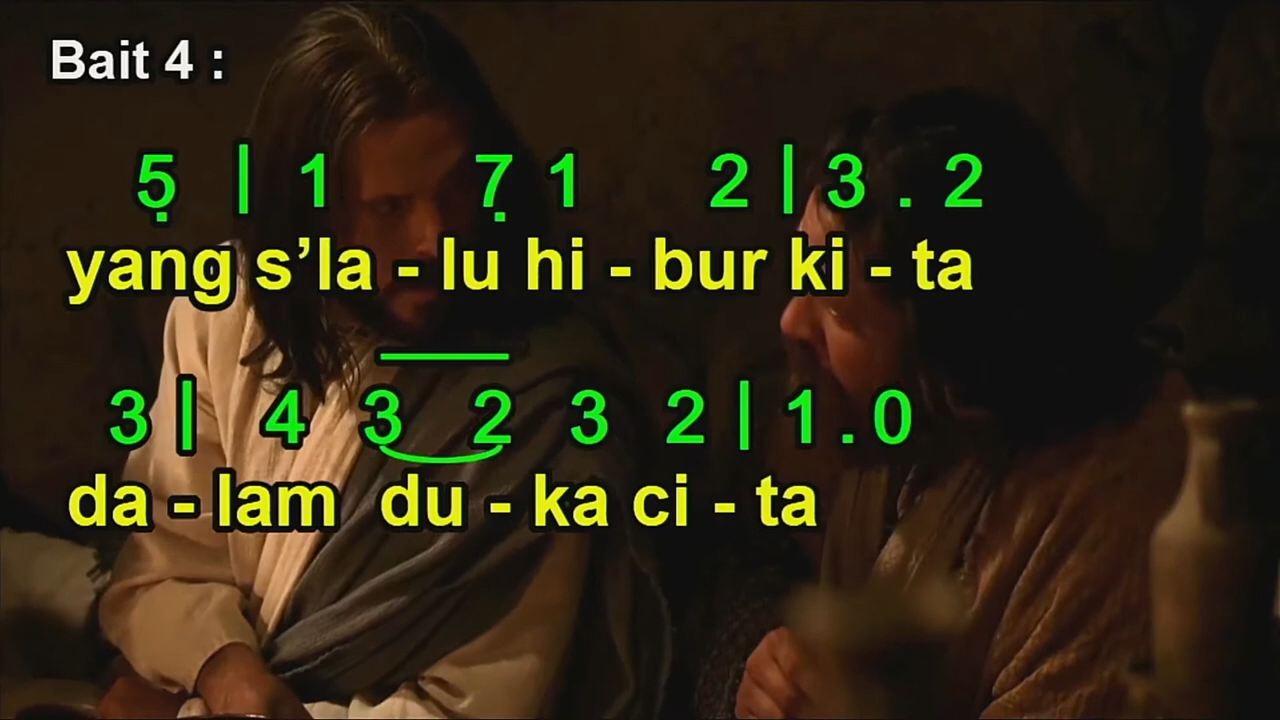 Bait 4 :
5̣ | 1 7̣ 1 2 | 3 . 2
yang s’la - lu hi - bur ki - ta
3 | 4 3 2 3 2 | 1 . 0
da - lam du - ka ci - ta